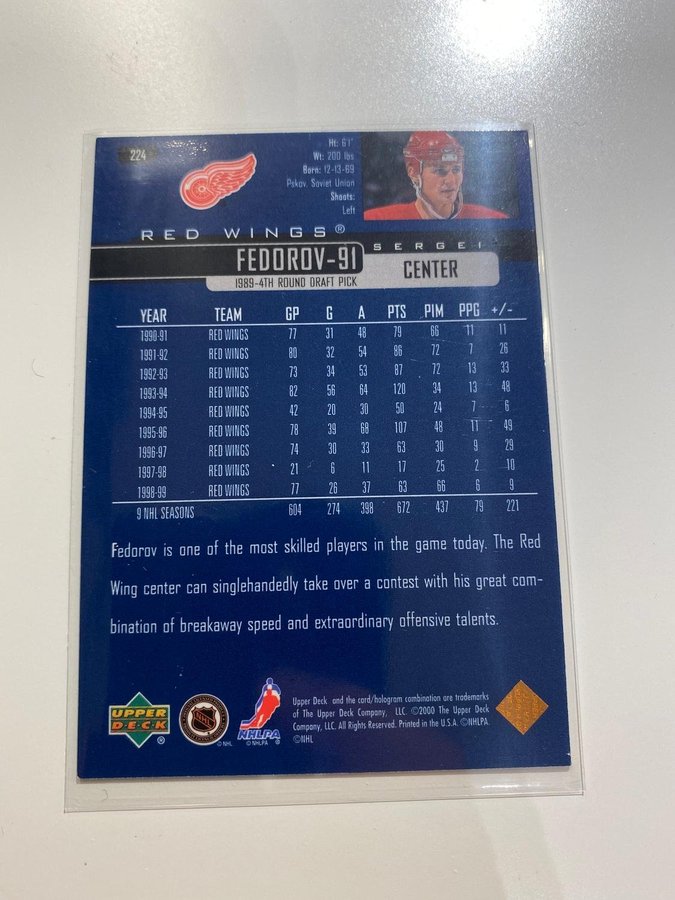 224
Ht: 6'1"
Wt: 200 lbs
Born: 12-13-69
Pskov, Soviet Union
Shoots:
Left
RED WINGS®
SERGEI
FEDOROV-91
CENTER
1989-4TH ROUND DRAFT PICK
YEAR TEAM GP G A PTS PIM PPG +/-
1990-91 RED WINGS 77 31 48 79 66 11 11
1991-92 RED WINGS 80 32 54 86 72 7 26
1992-93 RED WINGS 73 34 53 87 72 13 33
1993-94 RED WINGS 82 56 64 120 34 13 48
1994-95 RED WINGS 42 20 30 50 24 7 6
1995-96 RED WINGS 78 39 68 107 48 11 49
1996-97 RED WINGS 74 30 33 63 30 9 29
1997-98 RED WINGS 21 6 11 17 25 2 10
1998-99 RED WINGS 77 26 37 63 66 6 9
9 NHL SEASONS 604 274 398 672 437 79 221
Fedorov is one of the most skilled players in the game today. The Red
Wing center can singlehandedly take over a contest with his great com-
bination of breakaway speed and extraordinary offensive talents.
UPPER
DECK
®
NHL
©NHL
NHLPA
©NHLPA ®
Upper Deck and the card/hologram combination are trademarks
of The Upper Deck Company, LLC. ©2000 The Upper Deck
Company, LLC. All Rights Reserved. Printed in the U.S.A. ©NHLPA
©NHL